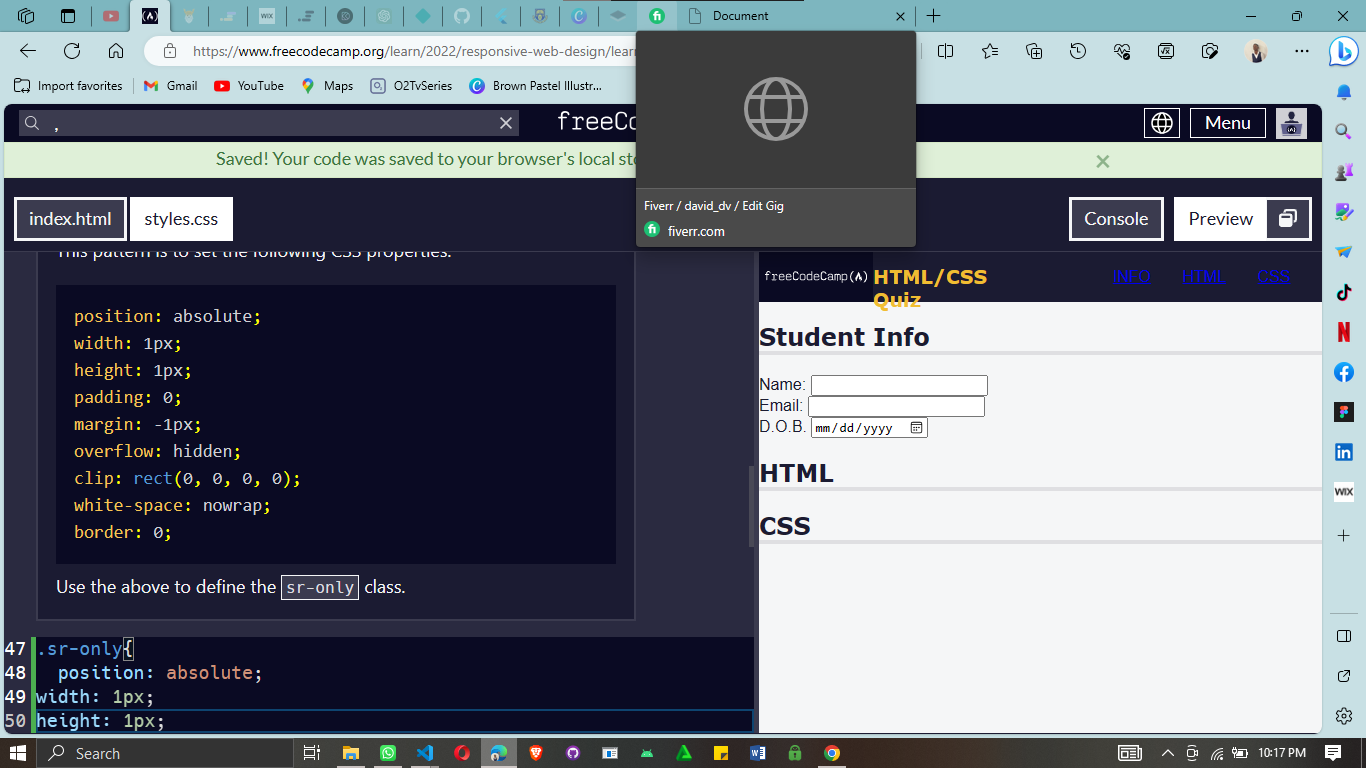 Document
https://www.freecodecamp.org/learn/2022/responsive-web-design/lear
Import favorites
Gmail
YouTube
Maps
O2TvSeries
Brown Pastel Illustr...
,
freeCo
Menu
Saved! Your code was saved to your browser's local sto
Fiverr / david_dv / Edit Gig
fiverr.com
index.html
styles.css
Console
Preview
This pattern is to set the following CSS properties:
position: absolute;
width: 1px;
height: 1px;
padding: 0;
margin: -1px;
overflow: hidden;
clip: rect(0, 0, 0, 0);
white-space: nowrap;
border: 0;
Use the above to define the sr-only class.
47 .sr-only{
48 position: absolute;
49 width: 1px;
50 height: 1px;
freeCodeCamp(A)
HTML/CSS
Quiz
INFO
HTML
CSS
Student Info
Name:
Email:
D.O.B. mm/dd/yyyy
HTML
CSS
WIX
Search
10:17 PM